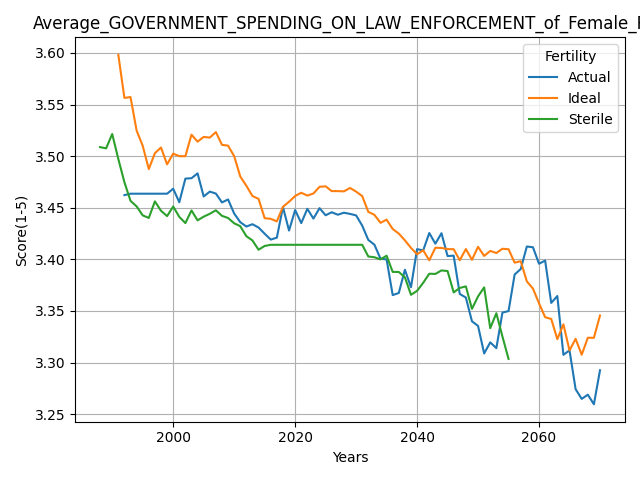 Average_GOVERNMENT_SPENDING_ON_LAW_ENFORCEMENT_of_Female_
Fertility
Actual
Ideal
Sterile
Score(1-5)
3.60
3.55
3.50
3.45
3.40
3.35
3.30
3.25
2000 2020 2040 2060
Years